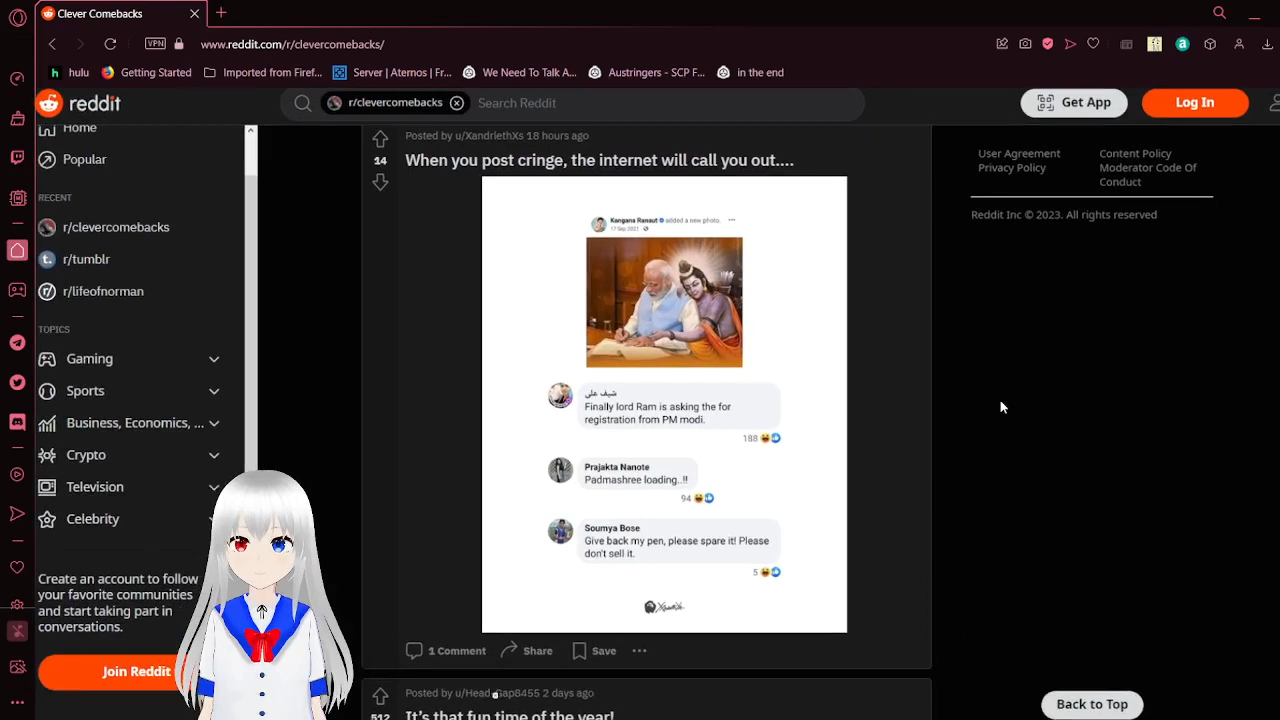 Clever Comebacks
VPN
www.reddit.com/r/clevercomebacks/
hulu
Getting Started
Imported from Firef...
Server | Aternos | Fr...
We Need To Talk A...
Austringers - SCP F...
in the end
reddit
r/clevercomebacks
Search Reddit
Get App
Log In
Home
Popular
RECENT
r/clevercomebacks
r/tumblr
r/lifeofnorman
TOPICS
Gaming
Sports
Business, Economics, ...
Crypto
Television
Celebrity
Create an account to follow
your favorite communities
and start taking part in
conversations.
Join Reddit
Posted by u/XandriethXs 18 hours ago
14
When you post cringe, the internet will call you out....
Kangana Ranaut added a new photo.
17 Sep 2021
ضيف على
Finally lord Ram is asking the for
registration from PM modi.
188
Prajakta Nanote
Padmashree loading..!!
94
Soumya Bose
Give back my pen, please spare it! Please
don't sell it.
5
1 Comment
Share
Save
Posted by u/Head_Gap8455 2 days ago
512
It's that fun time of the year!
User Agreement
Privacy Policy
Content Policy
Moderator Code Of
Conduct
Reddit Inc © 2023. All rights reserved
Back to Top